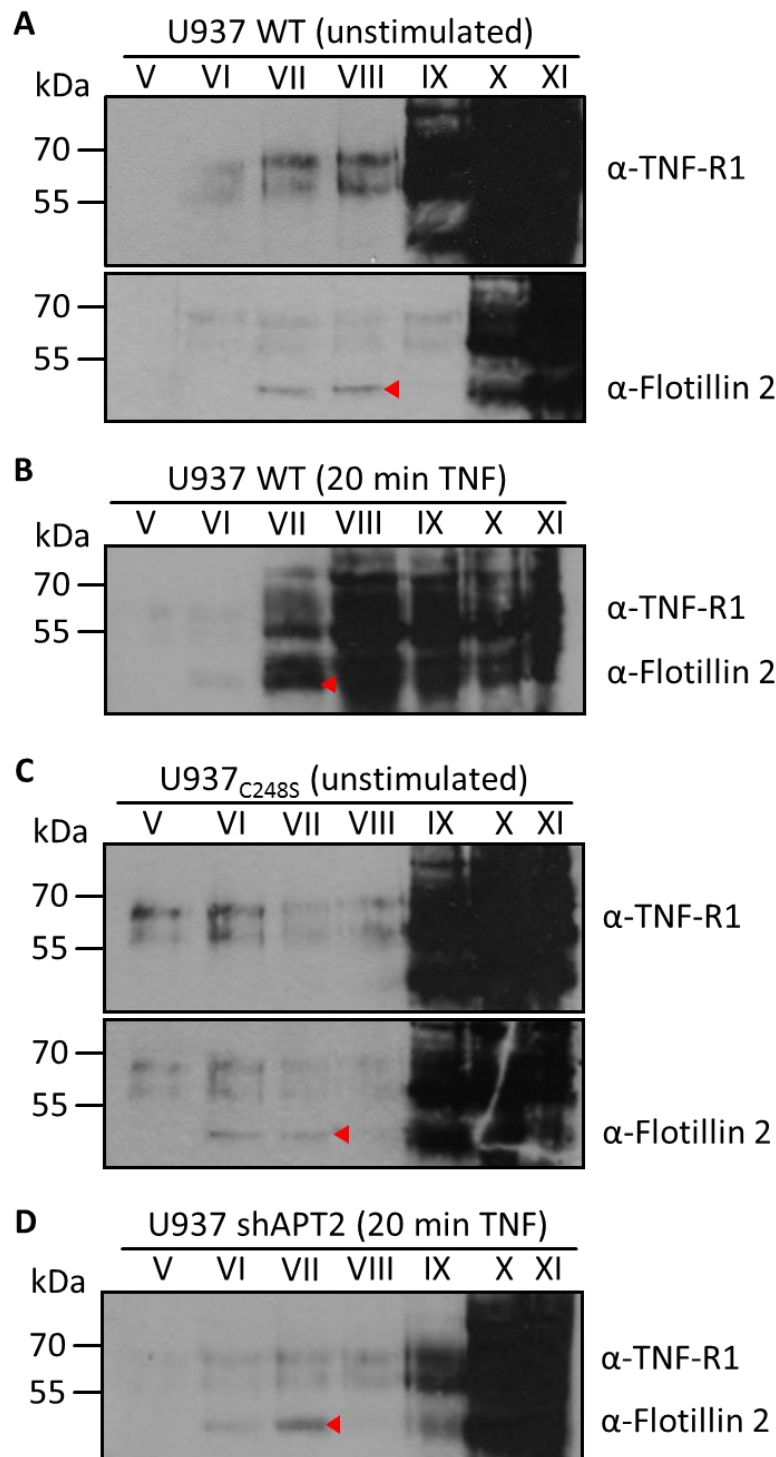 A
U937 WT (unstimulated)
kDa V VI VII VIII IX X XI
70
55
α-TNF-R1
70
55
α-Flotillin 2
B
U937 WT (20 min TNF)
kDa V VI VII VIII IX X XI
70
55
α-TNF-R1
α-Flotillin 2
C
U937C248S (unstimulated)
kDa V VI VII VIII IX X XI
70
55
α-TNF-R1
70
55
α-Flotillin 2
D
U937 shAPT2 (20 min TNF)
kDa V VI VII VIII IX X XI
70
55
α-TNF-R1
α-Flotillin 2